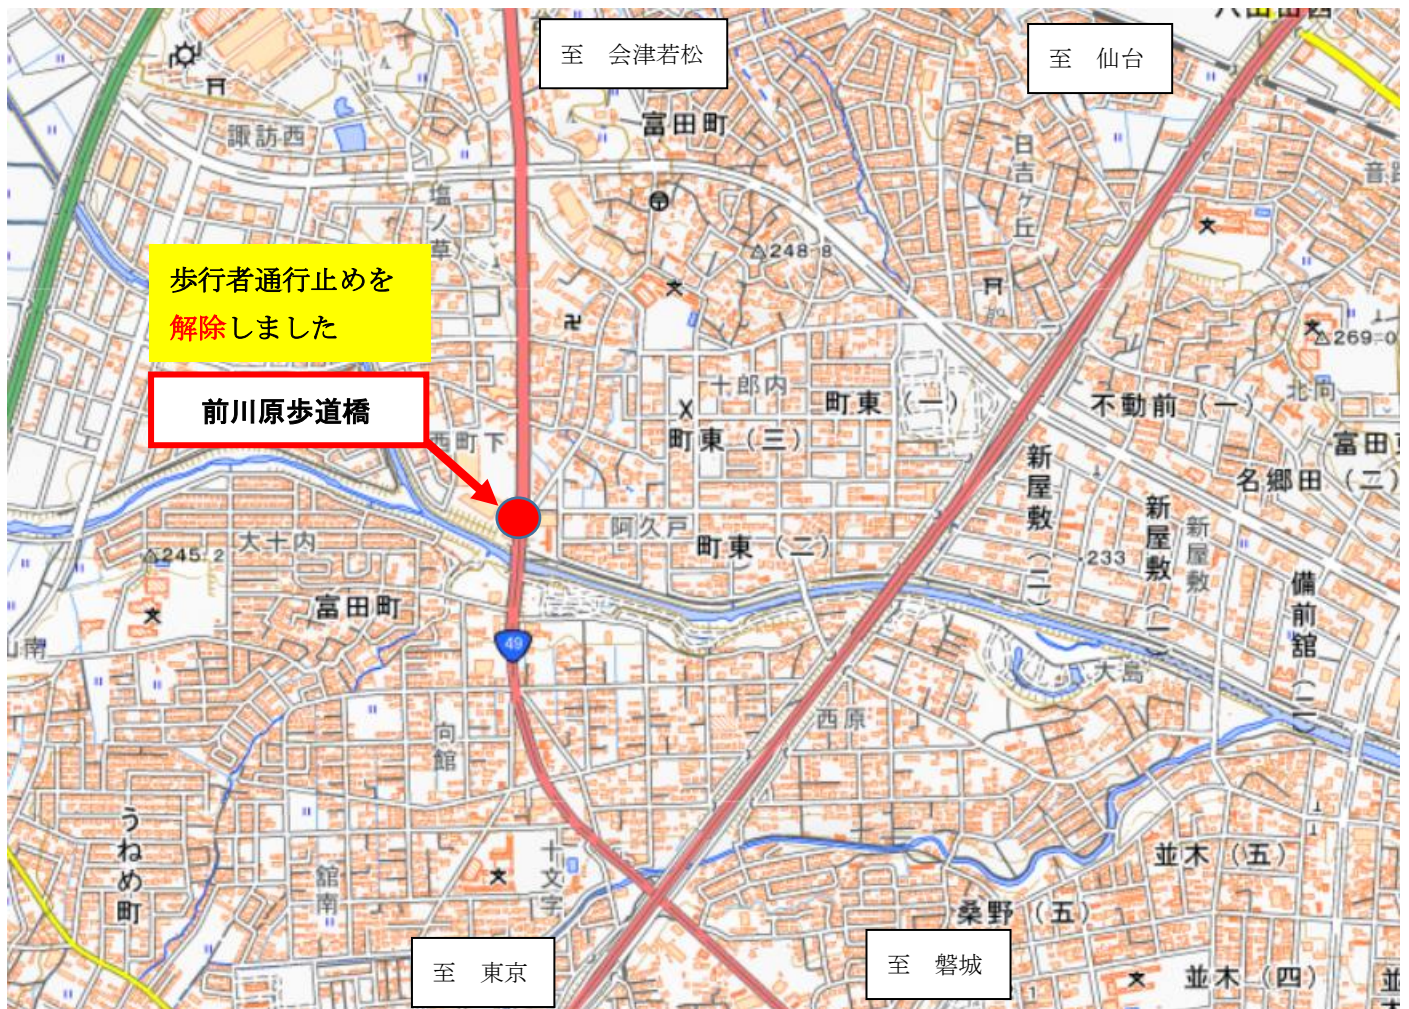 至 会津若松
至 仙台
富田町
諏訪西
日吉ヶ丘
塩ノ草
248.8
歩行者通行止めを
解除しました
269.0
十郎内
町東(一)
不動前(一)
北向
前川原歩道橋
西町下
町東(三)
新屋敷(二)
名郷田(二)
阿久戸
町東(二)
新屋敷(一)
新屋敷
大十内
245.2
233
富田町
備前舘(二)
49
大島
西原
向舘
うねめ町
十文字
並木(五)
舘南
桑野(五)
至 東京
至 磐城
並木(四)